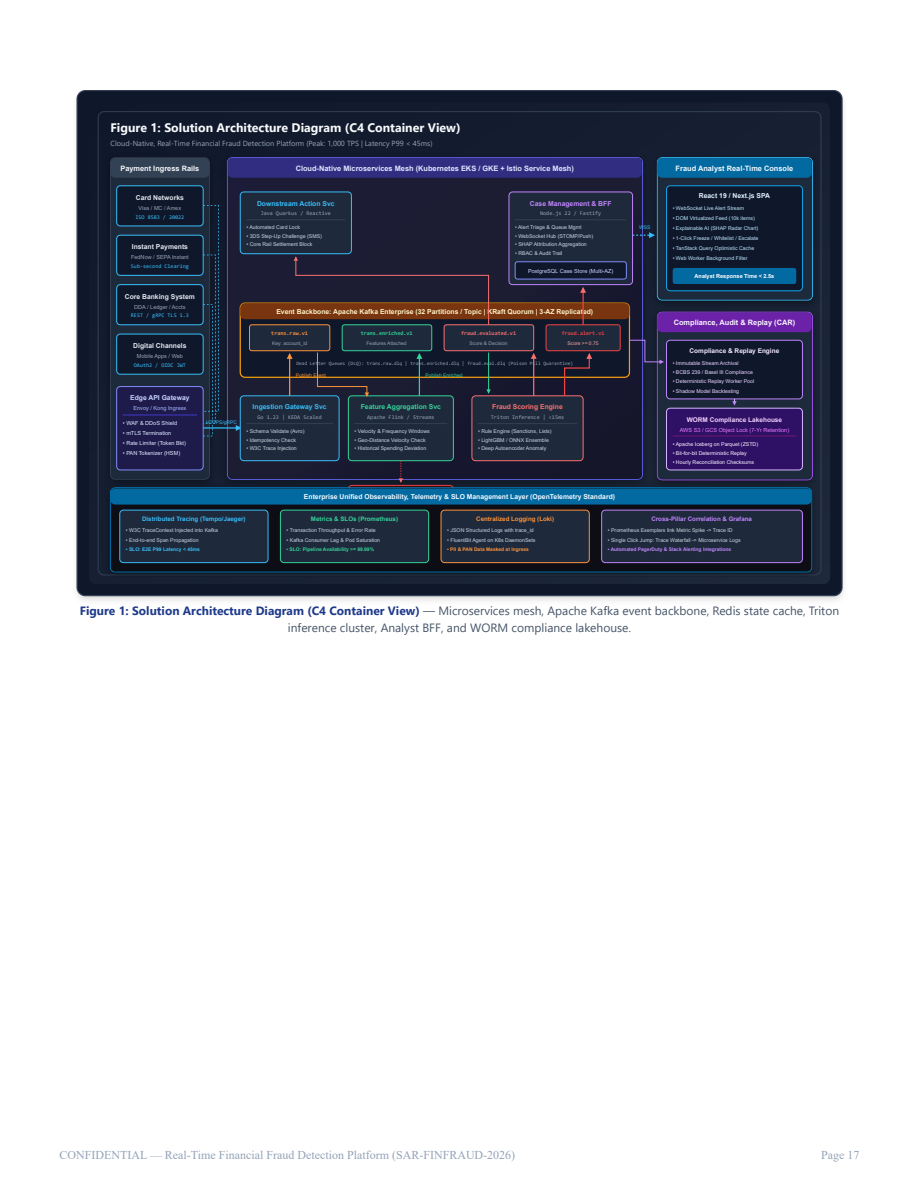 Figure 1: Solution Architecture Diagram (C4 Container View)
Cloud-Native, Real-Time Financial Fraud Detection Platform (Peak: 1,000 TPS | Latency P99 < 45ms)
Payment Ingress Rails
Card Networks
Visa / MC / Amex
ISO 8583 / 20022
Instant Payments
FedNow / SEPA Instant
Sub-second Clearing
Core Banking System
DDA / Ledger / Accts
REST / gRPC TLS 1.3
Digital Channels
Mobile Apps / Web
OAuth2 / OIDC JWT
Edge API Gateway
Envoy / Kong Ingress
• WAF & DDoS Shield
• mTLS Termination
• Rate Limiter (Token Bkt)
• PAN Tokenizer (HSM)
Cloud-Native Microservices Mesh (Kubernetes EKS / GKE + Istio Service Mesh)
Downstream Action Svc
Java Quarkus / Reactive
• Automated Card Lock
• 3DS Step-Up Challenge (SMS)
• Core Rail Settlement Block
Case Management & BFF
Node.js 22 / Fastify
• Alert Triage & Queue Mgmt
• WebSocket Hub (STOMP/Push)
• SHAP Attribution Aggregation
• RBAC & Audit Trail
PostgreSQL Case Store (Multi-AZ)
WSS
Event Backbone: Apache Kafka Enterprise (32 Partitions / Topic | KRaft Quorum | 3-AZ Replicated)
trans.raw.v1
Key: account_id
trans.enriched.v1
Features Attached
fraud.evaluated.v1
Score & Decision
fraud.alert.v1
Score >= 0.75
Dead Letter Queues (DLQ): trans.raw.dlq | trans.enriched.dlq | fraud.eval.dlq (Poison Pill Quarantine)
Publish Event
Publish Enriched
Ingestion Gateway Svc
Go 1.23 | KEDA Scaled
• Schema Validate (Avro)
• Idempotency Check
• W3C Trace Injection
Feature Aggregation Svc
Apache Flink / Streams
• Velocity & Frequency Windows
• Geo-Distance Velocity Check
• Historical Spending Deviation
Fraud Scoring Engine
Triton Inference | <15ms
• Rule Engine (Sanctions, Lists)
• LightGBM / ONNX Ensemble
• Deep Autoencoder Anomaly
Fraud Analyst Real-Time Console
React 19 / Next.js SPA
• WebSocket Live Alert Stream
• DOM Virtualized Feed (10k items)
• Explainable AI (SHAP Radar Chart)
• 1-Click Freeze / Whitelist / Escalate
• TanStack Query Optimistic Cache
• Web Worker Background Filter
Analyst Response Time < 2.5s
Compliance, Audit & Replay (CAR)
Compliance & Replay Engine
• Immutable Stream Archival
• BCBS 239 / Basel III Compliance
• Deterministic Replay Worker Pool
• Shadow Model Backtesting
WORM Compliance Lakehouse
AWS S3 / GCS Object Lock (7-Yr Retention)
• Apache Iceberg on Parquet (ZSTD)
• Bit-for-bit Deterministic Replay
• Hourly Reconciliation Checksums
Enterprise Unified Observability, Telemetry & SLO Management Layer (OpenTelemetry Standard)
Distributed Tracing (Tempo/Jaeger)
• W3C TraceContext Injected into Kafka
• End-to-end Span Propagation
• SLO: E2E P99 Latency < 45ms
Metrics & SLOs (Prometheus)
• Transaction Throughput & Error Rate
• Kafka Consumer Lag & Pod Saturation
• SLO: Pipeline Availability >= 99.99%
Centralized Logging (Loki)
• JSON Structured Logs with trace_id
• FluentBit Agent on K8s DaemonSets
• PII & PAN Data Masked at Ingress
Cross-Pillar Correlation & Grafana
• Prometheus Exemplars link Metric Spike -> Trace ID
• Single Click Jump: Trace Waterfall -> Microservice Logs
• Automated PagerDuty & Slack Alerting Integrations
Figure 1: Solution Architecture Diagram (C4 Container View) — Microservices mesh, Apache Kafka event backbone, Redis state cache, Triton
inference cluster, Analyst BFF, and WORM compliance lakehouse.
CONFIDENTIAL — Real-Time Financial Fraud Detection Platform (SAR-FINFRAUD-2026)
Page 17